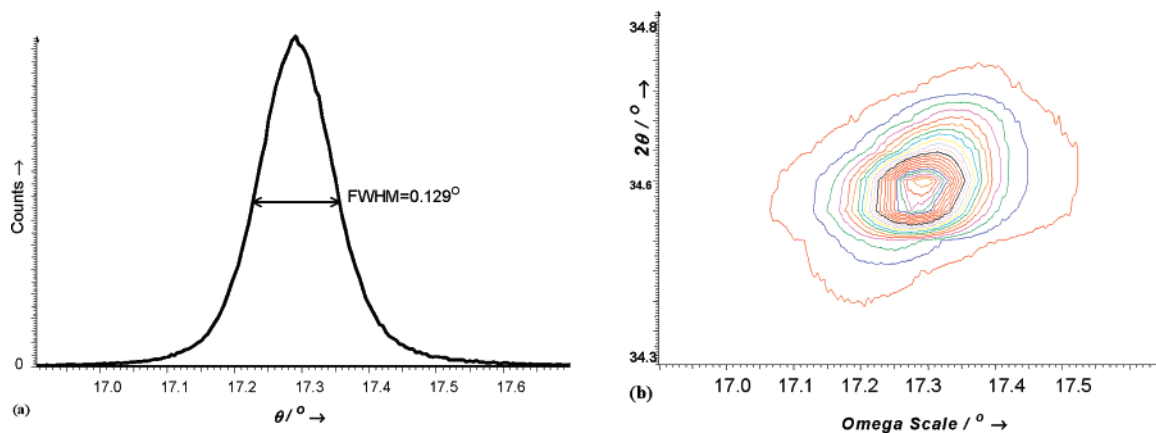 Counts →
0
FWHM=0.129°
17.0 17.1 17.2 17.3 17.4 17.5 17.6
(a)
θ / ° →
34.8
2θ / ° →
34.6
34.3
17.0 17.1 17.2 17.3 17.4 17.5
(b)
Omega Scale / ° →